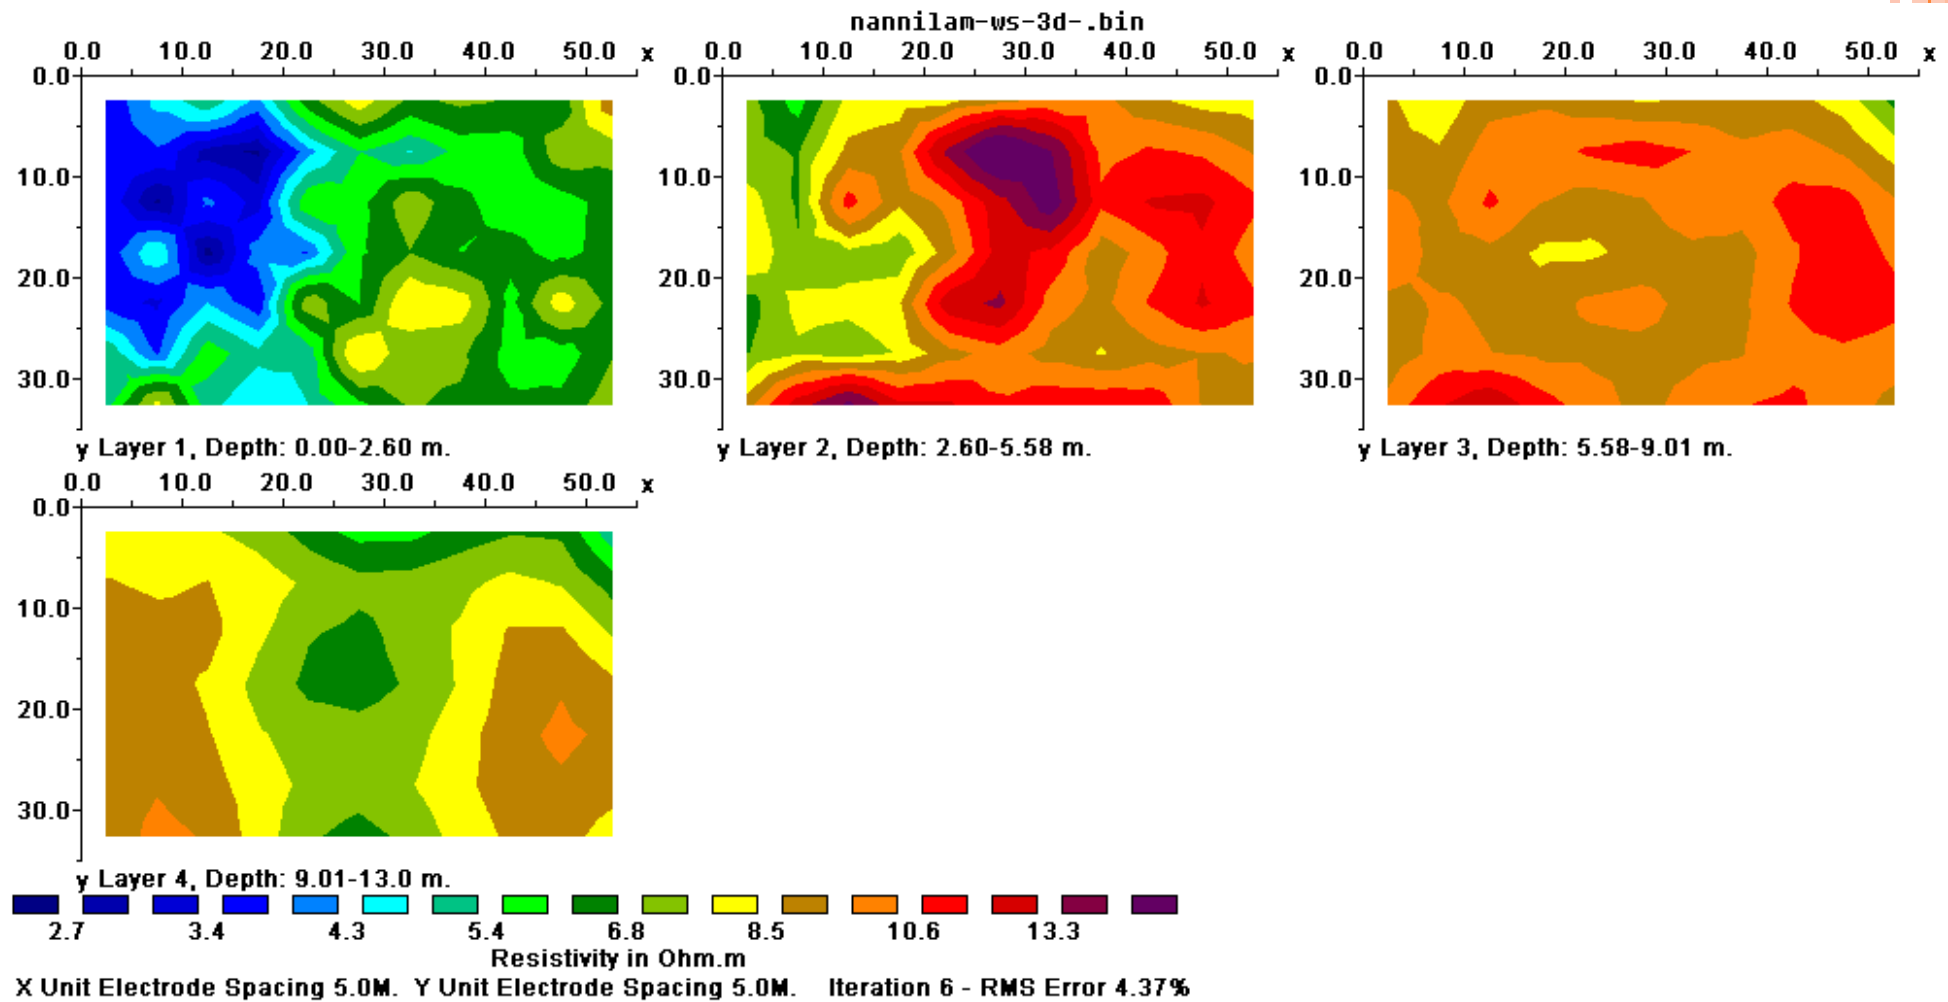 nannilam-ws-3d-.bin
0.0 10.0 20.0 30.0 40.0 50.0 x
0.0 10.0 20.0 30.0 40.0 50.0 x
0.0 10.0 20.0 30.0 40.0 50.0 x
0.0
10.0
20.0
30.0
0.0
10.0
20.0
30.0
0.0
10.0
20.0
30.0
y Layer 1, Depth: 0.00-2.60 m.
y Layer 2, Depth: 2.60-5.58 m.
y Layer 3, Depth: 5.58-9.01 m.
0.0 10.0 20.0 30.0 40.0 50.0 x
0.0
10.0
20.0
30.0
y Layer 4, Depth: 9.01-13.0 m.
2.7 3.4 4.3 5.4 6.8 8.5 10.6 13.3
Resistivity in Ohm.m
X Unit Electrode Spacing 5.0M. Y Unit Electrode Spacing 5.0M. Iteration 6 - RMS Error 4.37%